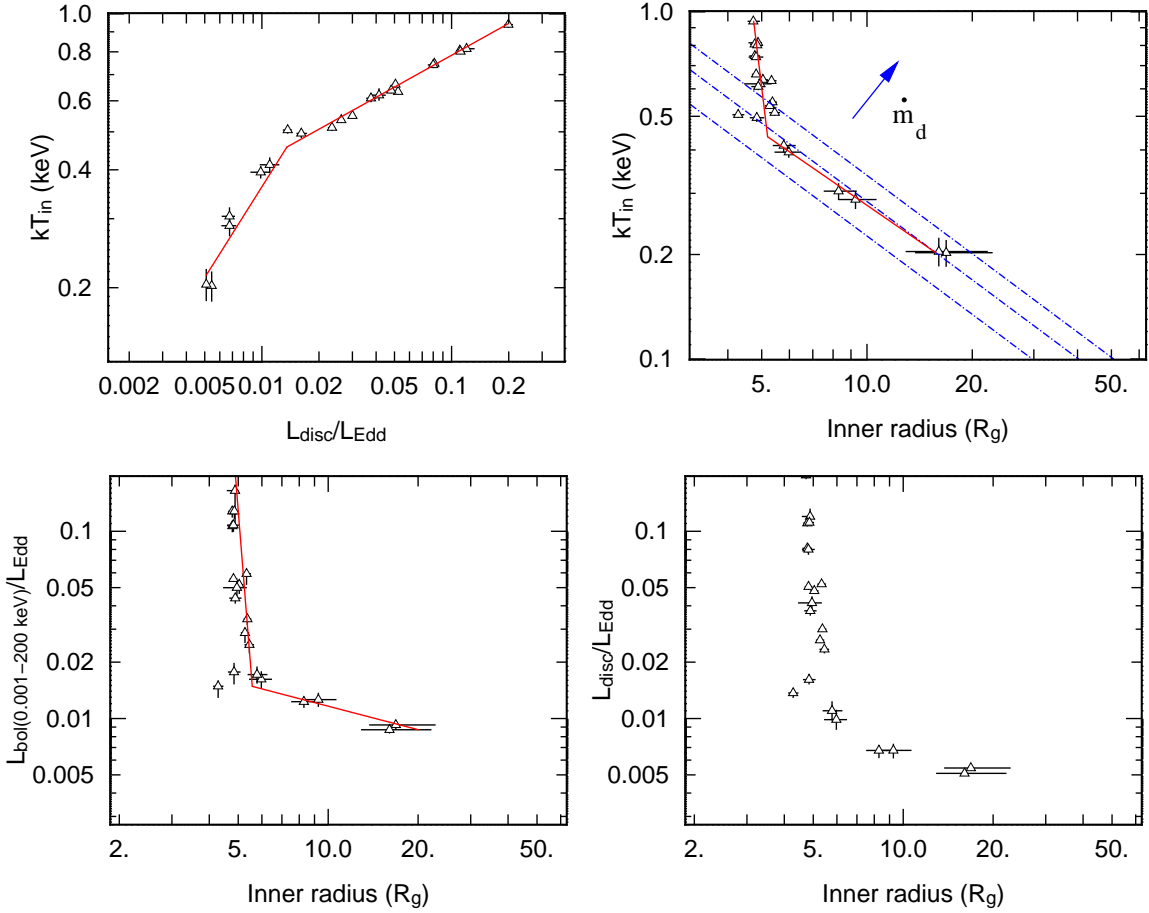 1.0
0.8
0.6
0.4
0.2
kT_in (keV)
0.002 0.005 0.01 0.02 0.05 0.1 0.2
L_disc/L_Edd
1.0
0.5
0.2
0.1
kT_in (keV)
ṁ_d
5. 10.0 20. 50.
Inner radius (R_g)
0.1
0.05
0.02
0.01
0.005
L_bol(0.001−200 keV)/L_Edd
2. 5. 10.0 20. 50.
Inner radius (R_g)
0.1
0.05
0.02
0.01
0.005
L_disc/L_Edd
2. 5. 10.0 20. 50.
Inner radius (R_g)